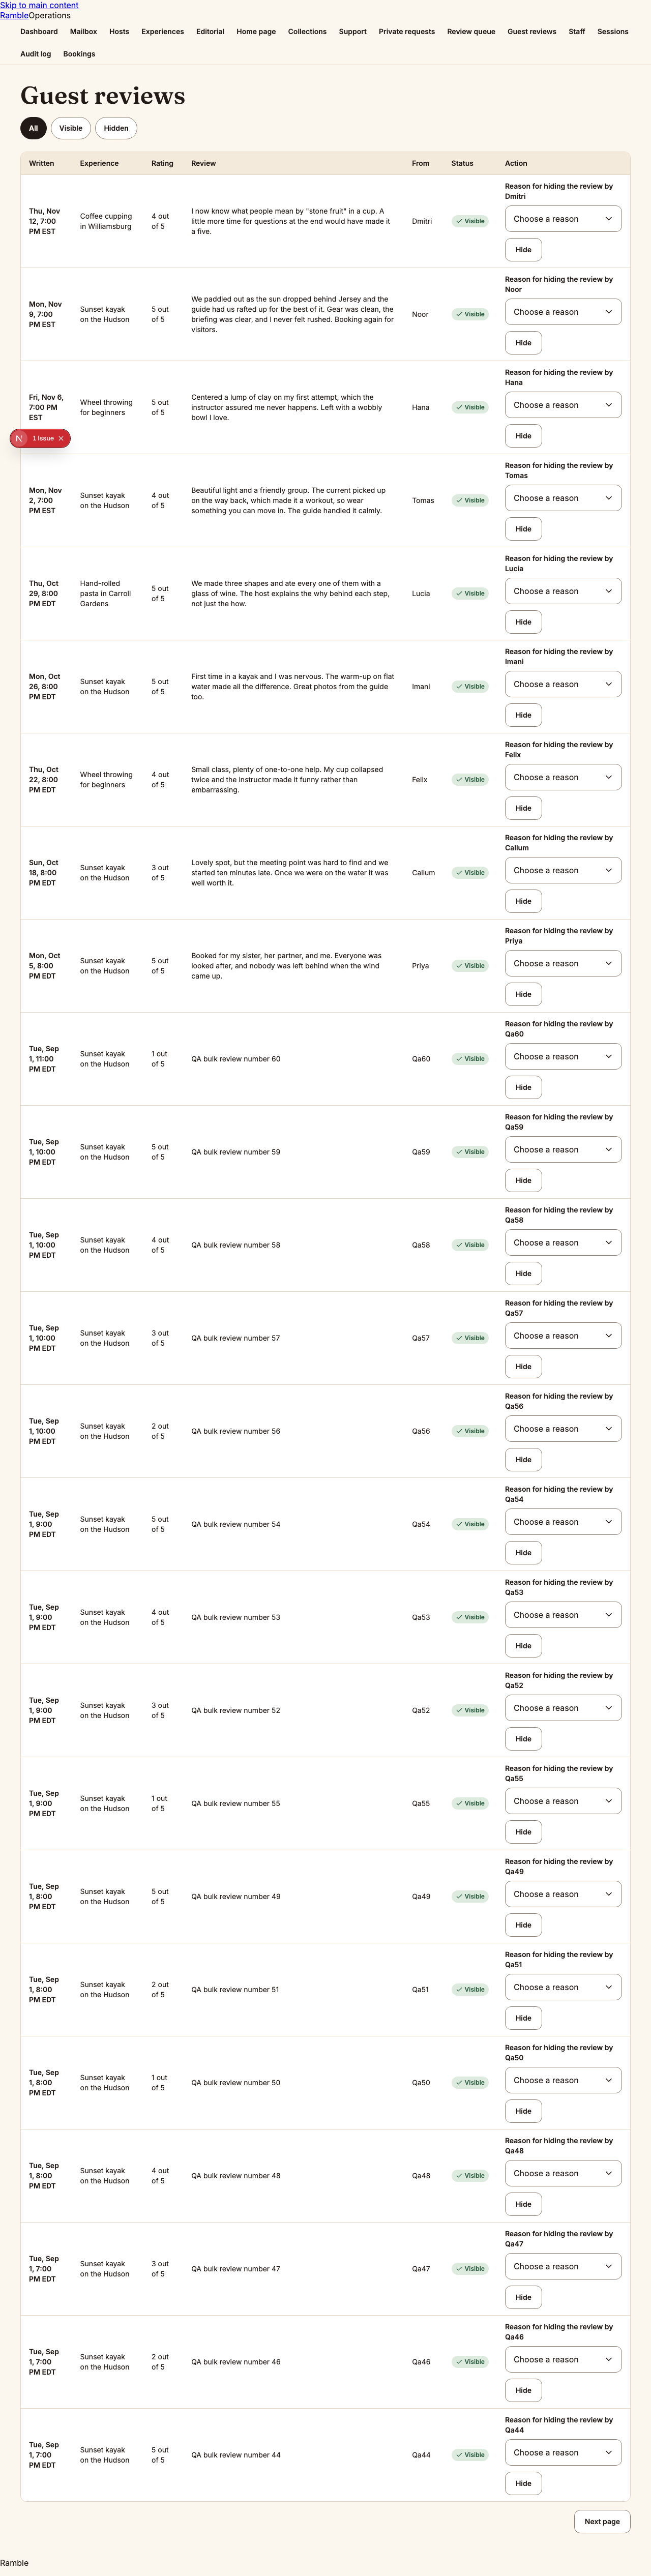 Skip to main content
RambleOperations
Dashboard Mailbox Hosts Experiences Editorial Home page Collections Support Private requests Review queue Guest reviews Staff Sessions
Audit log Bookings
Guest reviews
All Visible Hidden
Written Experience Rating Review From Status Action
Thu, Nov 12, 7:00 PM EST
Coffee cupping in Williamsburg
4 out of 5
I now know what people mean by "stone fruit" in a cup. A
little more time for questions at the end would have made it
a five.
Dmitri
Visible
Reason for hiding the review by Dmitri
Choose a reason
Hide
Mon, Nov 9, 7:00 PM EST
Sunset kayak on the Hudson
5 out of 5
We paddled out as the sun dropped behind Jersey and the
guide had us rafted up for the best of it. Gear was clean, the
briefing was clear, and I never felt rushed. Booking again for
visitors.
Noor
Visible
Reason for hiding the review by Noor
Choose a reason
Hide
Fri, Nov 6, 7:00 PM EST
Wheel throwing for beginners
5 out of 5
Centered a lump of clay on my first attempt, which the
instructor assured me never happens. Left with a wobbly
bowl I love.
Hana
Visible
Reason for hiding the review by Hana
Choose a reason
Hide
N 1 Issue
Mon, Nov 2, 7:00 PM EST
Sunset kayak on the Hudson
4 out of 5
Beautiful light and a friendly group. The current picked up
on the way back, which made it a workout, so wear
something you can move in. The guide handled it calmly.
Tomas
Visible
Reason for hiding the review by Tomas
Choose a reason
Hide
Thu, Oct 29, 8:00 PM EDT
Hand-rolled pasta in Carroll Gardens
5 out of 5
We made three shapes and ate every one of them with a
glass of wine. The host explains the why behind each step,
not just the how.
Lucia
Visible
Reason for hiding the review by Lucia
Choose a reason
Hide
Mon, Oct 26, 8:00 PM EDT
Sunset kayak on the Hudson
5 out of 5
First time in a kayak and I was nervous. The warm-up on flat
water made all the difference. Great photos from the guide
too.
Imani
Visible
Reason for hiding the review by Imani
Choose a reason
Hide
Thu, Oct 22, 8:00 PM EDT
Wheel throwing for beginners
4 out of 5
Small class, plenty of one-to-one help. My cup collapsed
twice and the instructor made it funny rather than
embarrassing.
Felix
Visible
Reason for hiding the review by Felix
Choose a reason
Hide
Sun, Oct 18, 8:00 PM EDT
Sunset kayak on the Hudson
3 out of 5
Lovely spot, but the meeting point was hard to find and we
started ten minutes late. Once we were on the water it was
well worth it.
Callum
Visible
Reason for hiding the review by Callum
Choose a reason
Hide
Mon, Oct 5, 8:00 PM EDT
Sunset kayak on the Hudson
5 out of 5
Booked for my sister, her partner, and me. Everyone was
looked after, and nobody was left behind when the wind
came up.
Priya
Visible
Reason for hiding the review by Priya
Choose a reason
Hide
Tue, Sep 1, 11:00 PM EDT
Sunset kayak on the Hudson
1 out of 5
QA bulk review number 60
Qa60
Visible
Reason for hiding the review by Qa60
Choose a reason
Hide
Tue, Sep 1, 10:00 PM EDT
Sunset kayak on the Hudson
5 out of 5
QA bulk review number 59
Qa59
Visible
Reason for hiding the review by Qa59
Choose a reason
Hide
Tue, Sep 1, 10:00 PM EDT
Sunset kayak on the Hudson
4 out of 5
QA bulk review number 58
Qa58
Visible
Reason for hiding the review by Qa58
Choose a reason
Hide
Tue, Sep 1, 10:00 PM EDT
Sunset kayak on the Hudson
3 out of 5
QA bulk review number 57
Qa57
Visible
Reason for hiding the review by Qa57
Choose a reason
Hide
Tue, Sep 1, 10:00 PM EDT
Sunset kayak on the Hudson
2 out of 5
QA bulk review number 56
Qa56
Visible
Reason for hiding the review by Qa56
Choose a reason
Hide
Tue, Sep 1, 9:00 PM EDT
Sunset kayak on the Hudson
5 out of 5
QA bulk review number 54
Qa54
Visible
Reason for hiding the review by Qa54
Choose a reason
Hide
Tue, Sep 1, 9:00 PM EDT
Sunset kayak on the Hudson
4 out of 5
QA bulk review number 53
Qa53
Visible
Reason for hiding the review by Qa53
Choose a reason
Hide
Tue, Sep 1, 9:00 PM EDT
Sunset kayak on the Hudson
3 out of 5
QA bulk review number 52
Qa52
Visible
Reason for hiding the review by Qa52
Choose a reason
Hide
Tue, Sep 1, 9:00 PM EDT
Sunset kayak on the Hudson
1 out of 5
QA bulk review number 55
Qa55
Visible
Reason for hiding the review by Qa55
Choose a reason
Hide
Tue, Sep 1, 8:00 PM EDT
Sunset kayak on the Hudson
5 out of 5
QA bulk review number 49
Qa49
Visible
Reason for hiding the review by Qa49
Choose a reason
Hide
Tue, Sep 1, 8:00 PM EDT
Sunset kayak on the Hudson
2 out of 5
QA bulk review number 51
Qa51
Visible
Reason for hiding the review by Qa51
Choose a reason
Hide
Tue, Sep 1, 8:00 PM EDT
Sunset kayak on the Hudson
1 out of 5
QA bulk review number 50
Qa50
Visible
Reason for hiding the review by Qa50
Choose a reason
Hide
Tue, Sep 1, 8:00 PM EDT
Sunset kayak on the Hudson
4 out of 5
QA bulk review number 48
Qa48
Visible
Reason for hiding the review by Qa48
Choose a reason
Hide
Tue, Sep 1, 7:00 PM EDT
Sunset kayak on the Hudson
3 out of 5
QA bulk review number 47
Qa47
Visible
Reason for hiding the review by Qa47
Choose a reason
Hide
Tue, Sep 1, 7:00 PM EDT
Sunset kayak on the Hudson
2 out of 5
QA bulk review number 46
Qa46
Visible
Reason for hiding the review by Qa46
Choose a reason
Hide
Tue, Sep 1, 7:00 PM EDT
Sunset kayak on the Hudson
5 out of 5
QA bulk review number 44
Qa44
Visible
Reason for hiding the review by Qa44
Choose a reason
Hide
Next page
Ramble